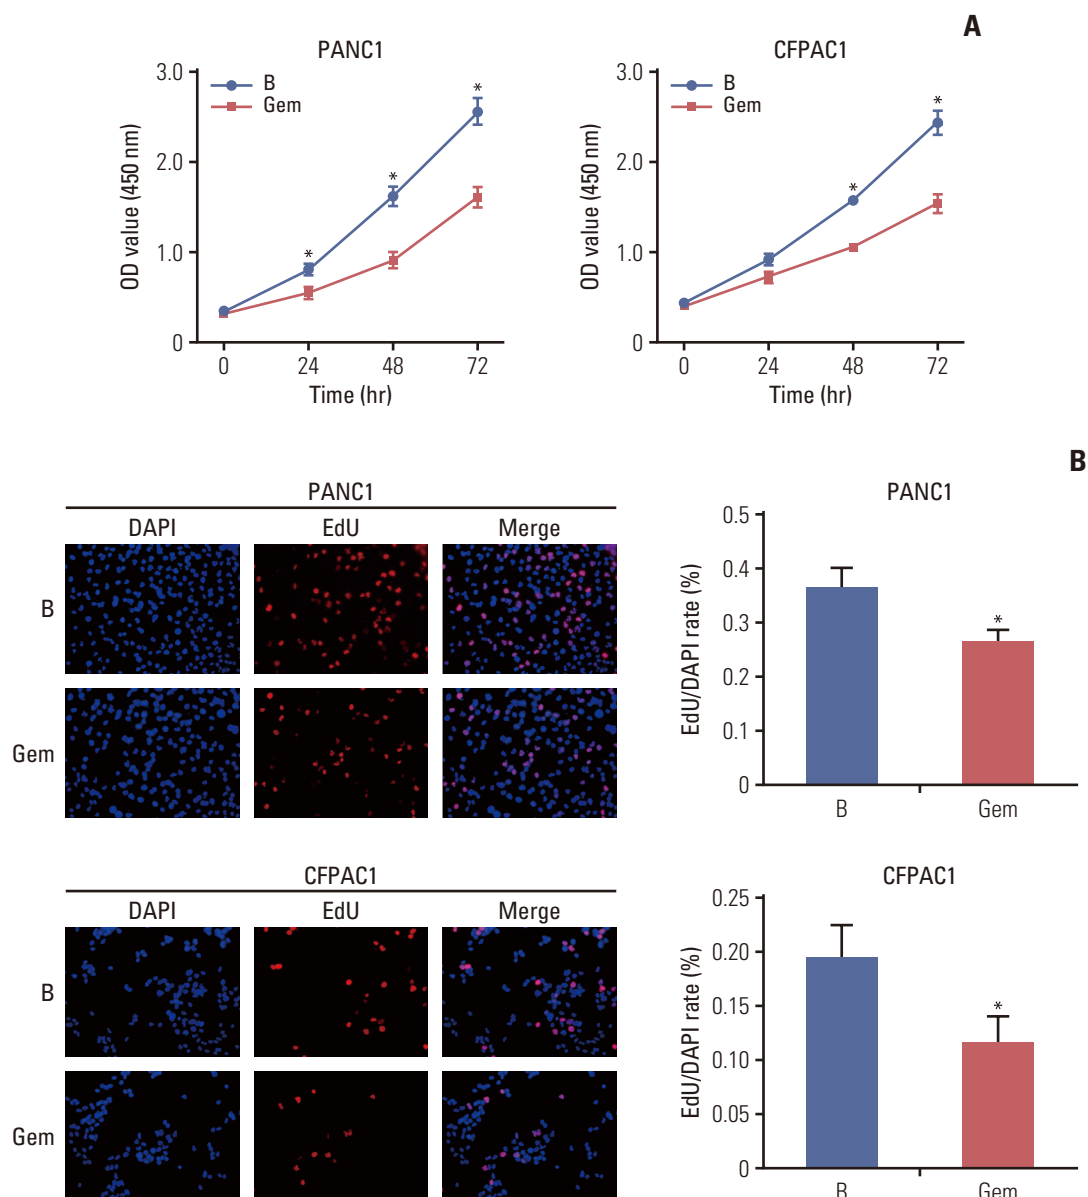 A
PANC1
3.0
2.0
1.0
0
OD value (450 nm)
B
Gem
*
*
*
0 24 48 72
Time (hr)
CFPAC1
3.0
2.0
1.0
0
OD value (450 nm)
B
Gem
*
*
0 24 48 72
Time (hr)
B
PANC1
DAPI EdU Merge
B
Gem
PANC1
0.5
0.4
0.3
0.2
0.1
0
EdU/DAPI rate (%)
*
B Gem
CFPAC1
DAPI EdU Merge
B
Gem
CFPAC1
0.25
0.20
0.15
0.10
0.05
0
EdU/DAPI rate (%)
*
B Gem